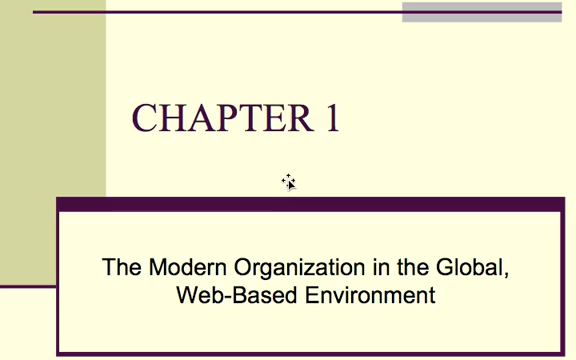 CHAPTER 1
The Modern Organization in the Global,
Web-Based Environment